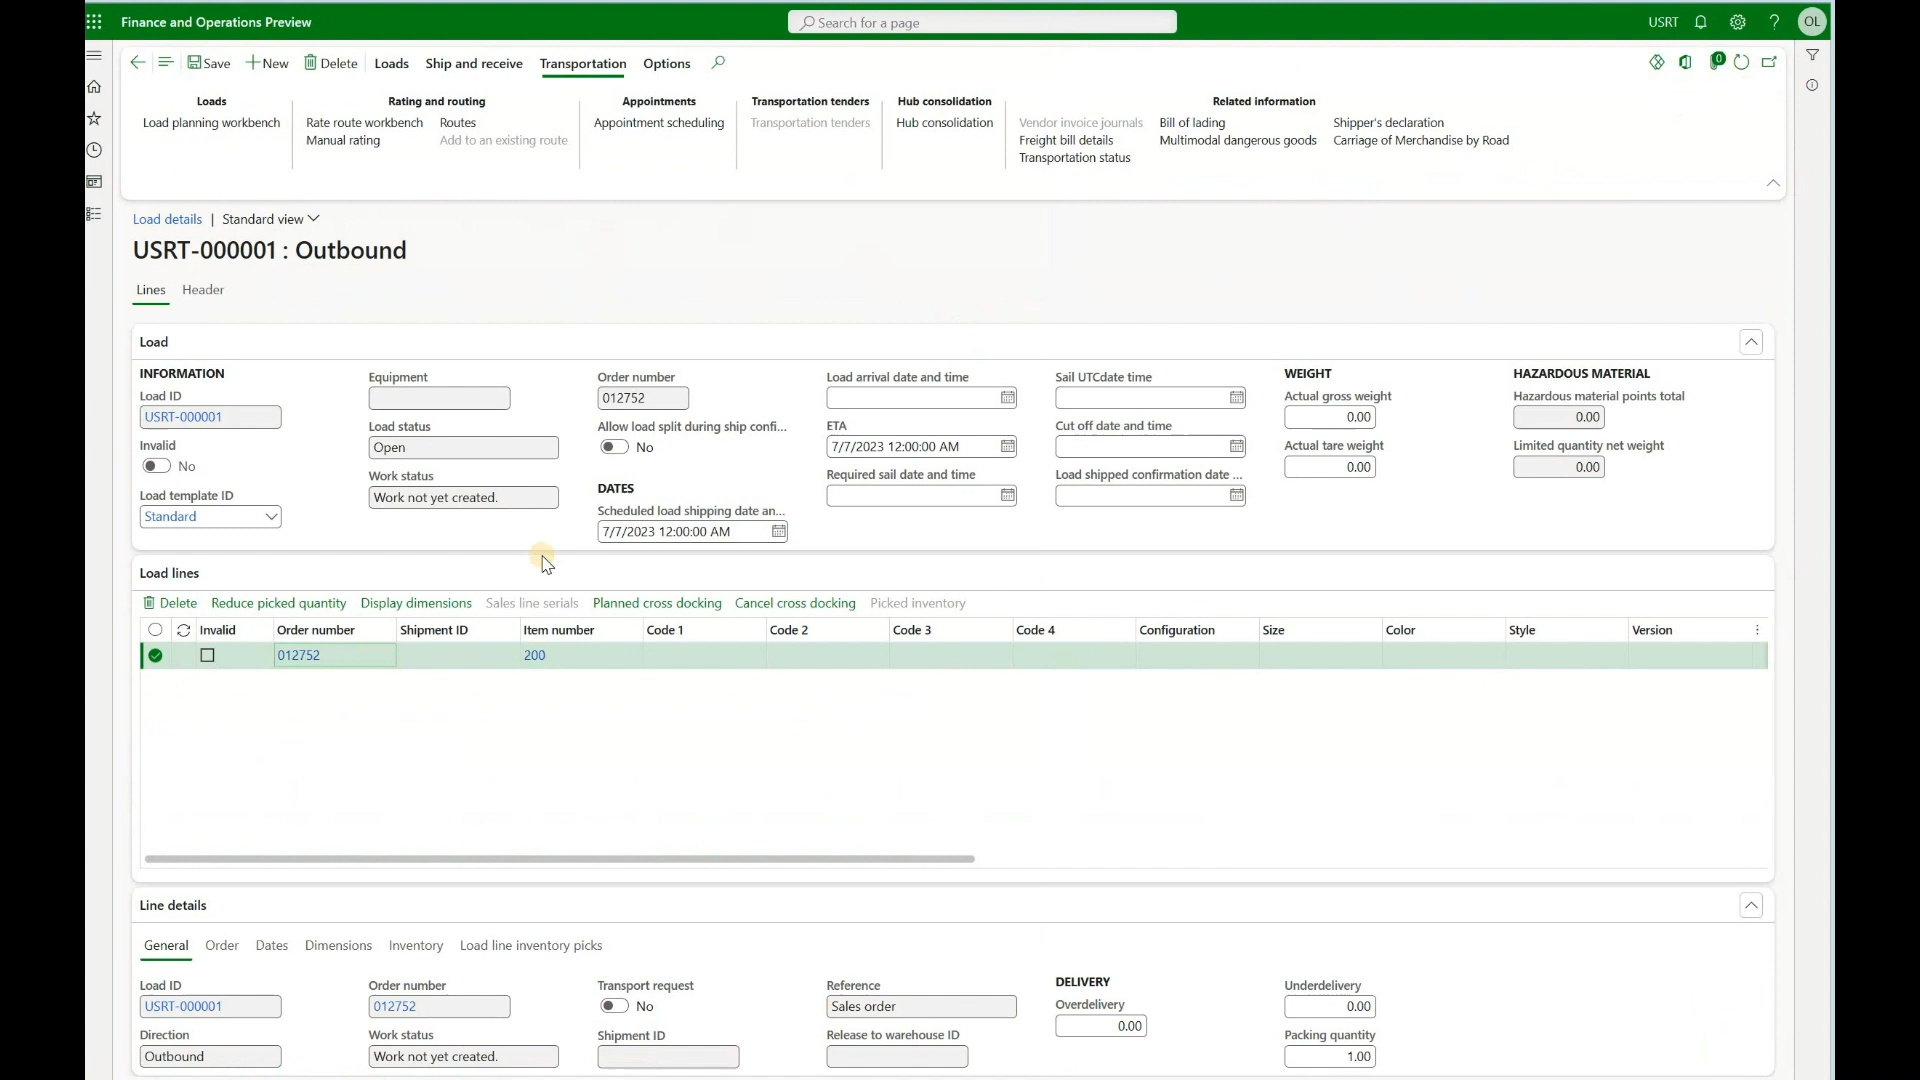 Finance and Operations Preview
Search for a page
USRT
OL
Save
New
Delete
Loads
Ship and receive
Transportation
Options
0
Loads
Load planning workbench
Rating and routing
Rate route workbench
Routes
Manual rating
Add to an existing route
Appointments
Appointment scheduling
Transportation tenders
Transportation tenders
Hub consolidation
Hub consolidation
Related information
Vendor invoice journals
Bill of lading
Shipper's declaration
Freight bill details
Multimodal dangerous goods
Carriage of Merchandise by Road
Transportation status
Load details | Standard view
USRT-000001 : Outbound
Lines
Header
Load
INFORMATION
Load ID
USRT-000001
Invalid
No
Load template ID
Standard
Equipment
Load status
Open
Work status
Work not yet created.
Order number
012752
Allow load split during ship confi...
No
DATES
Scheduled load shipping date an...
7/7/2023 12:00:00 AM
Load arrival date and time
ETA
7/7/2023 12:00:00 AM
Required sail date and time
Sail UTCdate time
Cut off date and time
Load shipped confirmation date ...
WEIGHT
Actual gross weight
0.00
Actual tare weight
0.00
HAZARDOUS MATERIAL
Hazardous material points total
0.00
Limited quantity net weight
0.00
Load lines
Delete
Reduce picked quantity
Display dimensions
Sales line serials
Planned cross docking
Cancel cross docking
Picked inventory
Invalid
Order number
Shipment ID
Item number
Code 1
Code 2
Code 3
Code 4
Configuration
Size
Color
Style
Version
012752
200
Line details
General
Order
Dates
Dimensions
Inventory
Load line inventory picks
Load ID
USRT-000001
Direction
Outbound
Order number
012752
Work status
Work not yet created.
Transport request
No
Shipment ID
Reference
Sales order
Release to warehouse ID
DELIVERY
Overdelivery
0.00
Underdelivery
0.00
Packing quantity
1.00